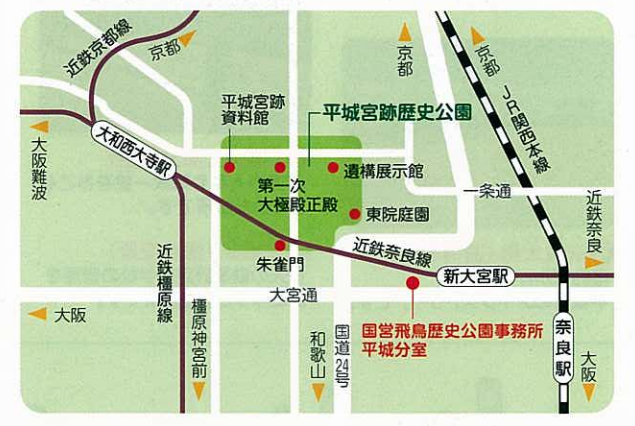 近鉄京都線
京都
京都
京都
JR関西本線
平城宮跡
資料館
平城宮跡歴史公園
大和西大寺駅
大阪難波
第一次
大極殿正殿
遺構展示館
一条通
東院庭園
近鉄奈良
近鉄奈良線
朱雀門
新大宮駅
近鉄橿原線
大宮通
大阪
橿原神宮前
和歌山
国道24号
国営飛鳥歴史公園事務所
平城分室
奈良駅
大阪